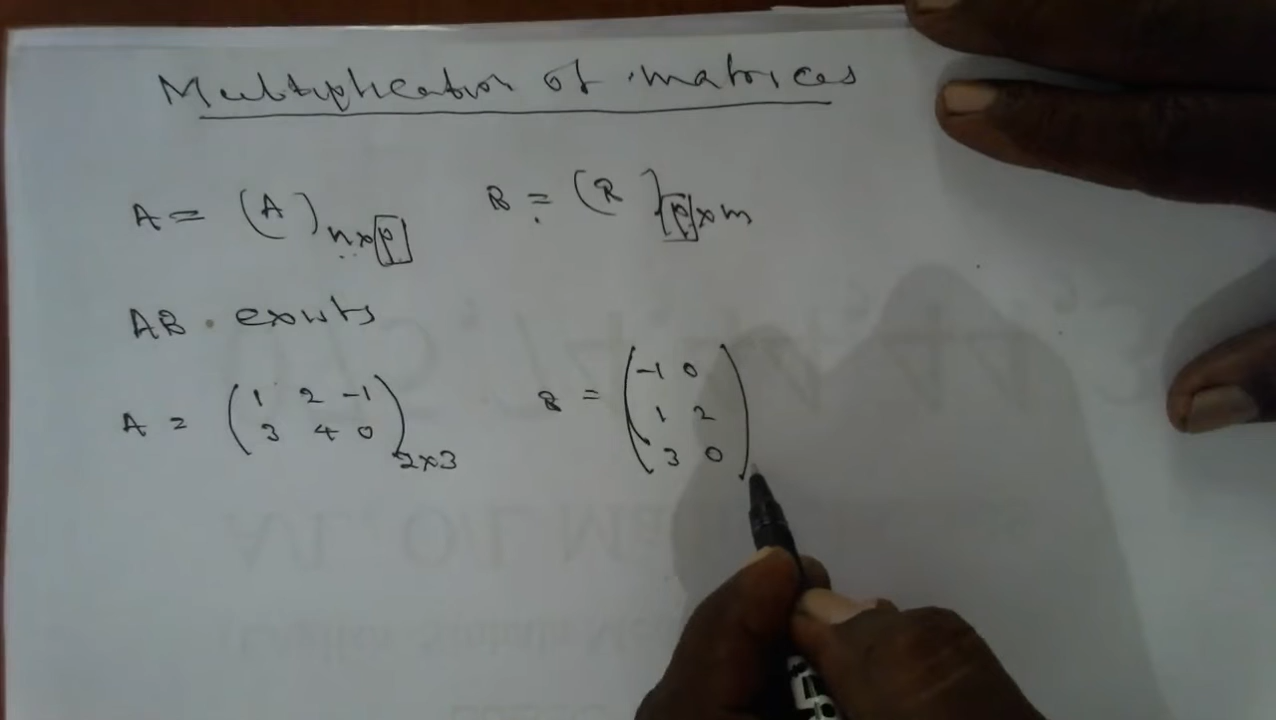 Multiplication of matrices
A = (A)n×p B = (B)p×m
AB exists
A = (1 2 -1
3 4 0)2×3
B = (-1 0
1 2
3 0)